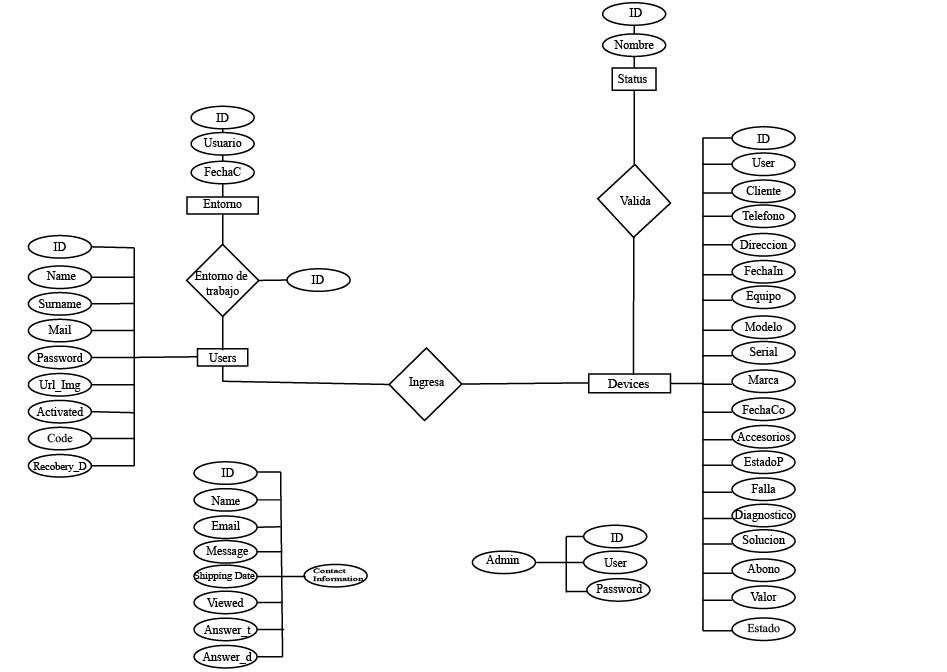 ID
Nombre
Status
Valida
ID
Usuario
FechaC
Entorno
Entorno de
trabajo
ID
ID
Name
Surname
Mail
Password
Url_Img
Activated
Code
Recobery_D
Users
Ingresa
Devices
ID
User
Cliente
Telefono
Direccion
FechaIn
Equipo
Modelo
Serial
Marca
FechaCo
Accesorios
EstadoP
Falla
Diagnostico
Solucion
Abono
Valor
Estado
ID
Name
Email
Message
Shipping Date
Viewed
Answer_t
Answer_d
Contact
Information
Admin
ID
User
Password